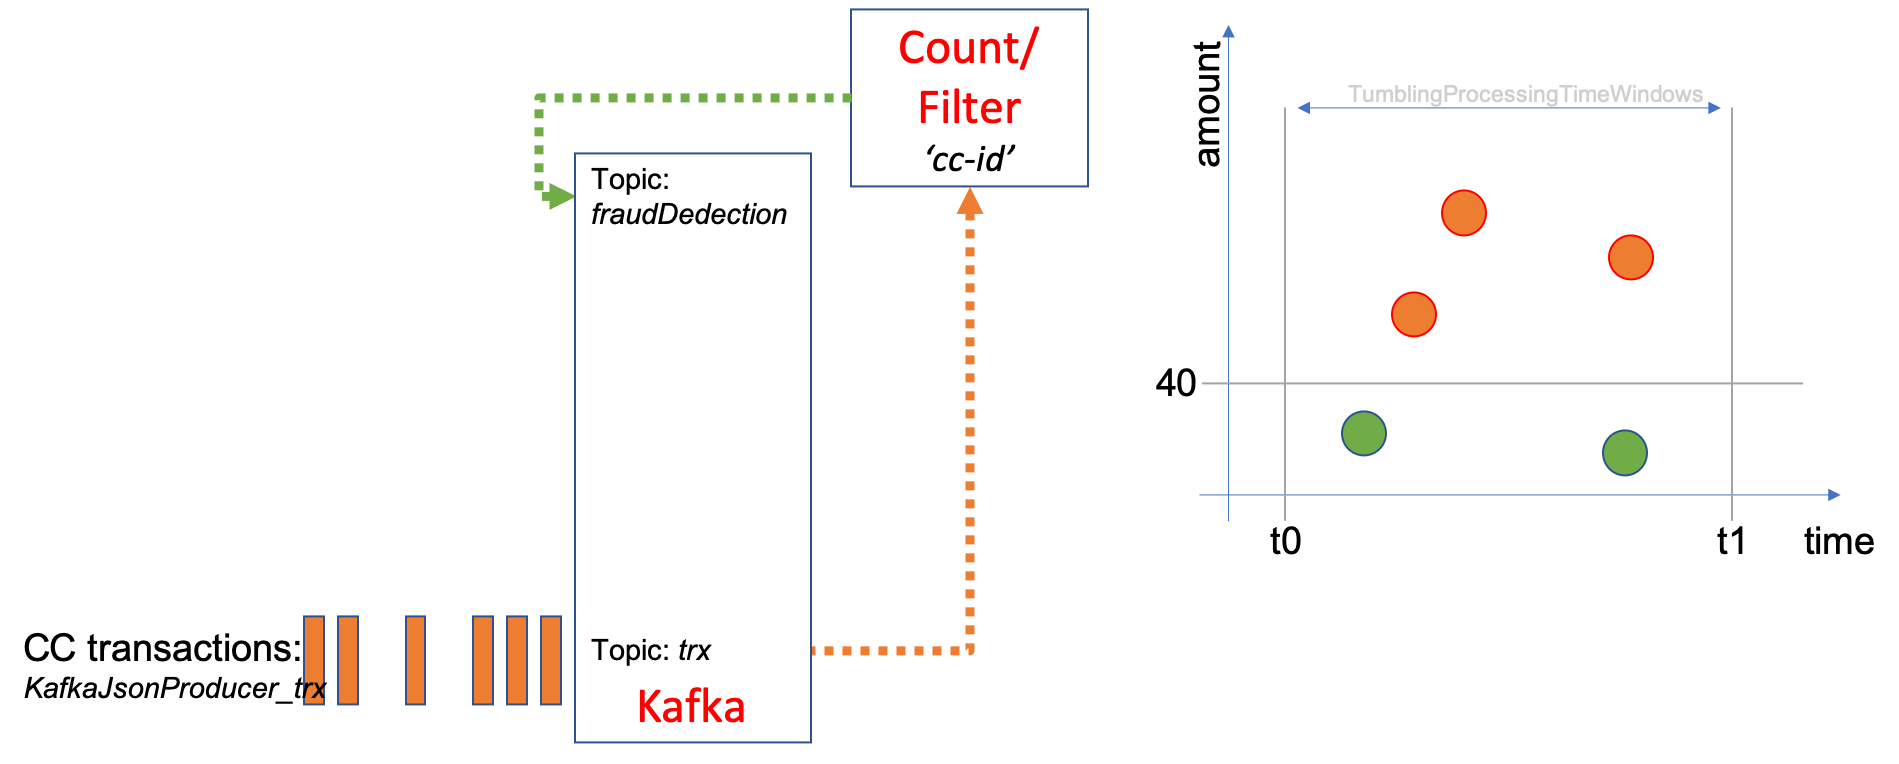 Count/
Filter
‘cc-id’
Topic:
fraudDedection
Topic: trx
Kafka
CC transactions:
KafkaJsonProducer_trx
amount
TumblingProcessingTimeWindows
40
t0
t1
time